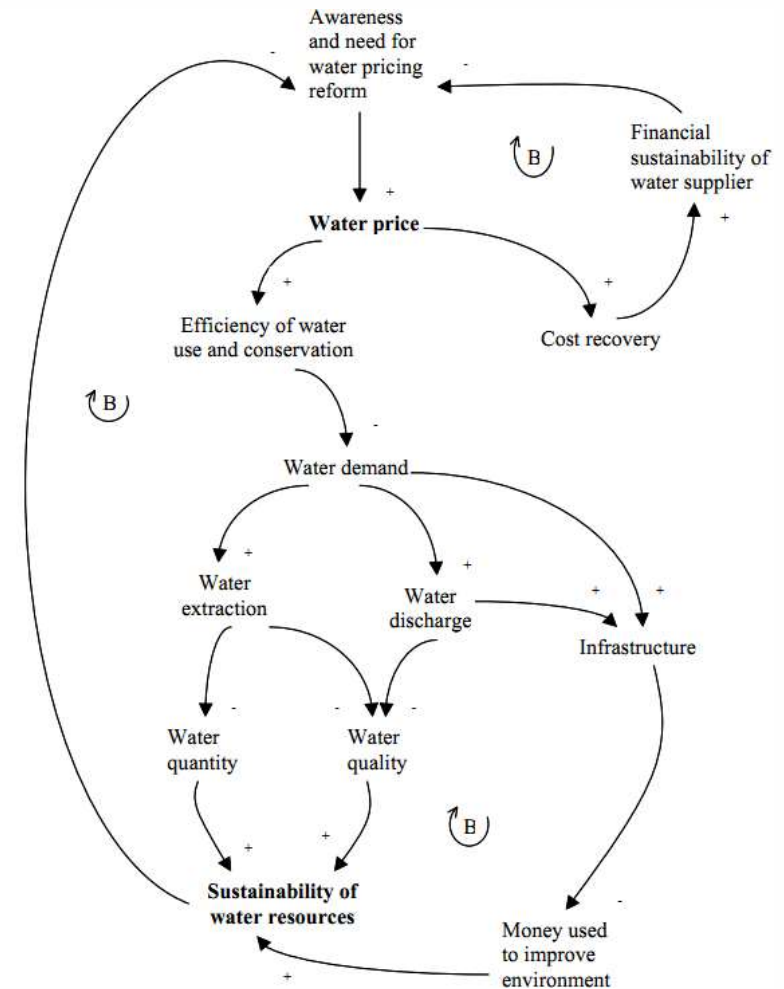 Awareness
and need for
water pricing
reform
-
-
Financial
sustainability of
water supplier
B
+
+
Water price
+
+
Efficiency of water
use and conservation
Cost recovery
B
-
Water demand
+
+
+
+
Water
extraction
Water
discharge
Infrastructure
-
-
-
Water
quantity
Water
quality
B
+
+
Sustainability of
water resources
-
Money used
to improve
environment
+